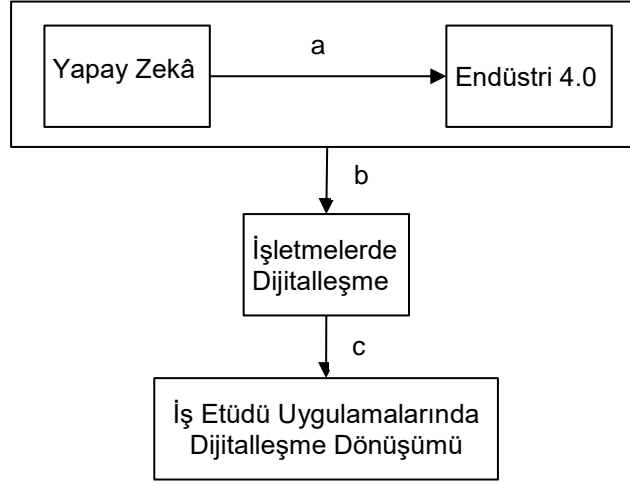 Yapay Zekâ
a
Endüstri 4.0
b
İşletmelerde
Dijitalleşme
c
İş Etüdü Uygulamalarında
Dijitalleşme Dönüşümü